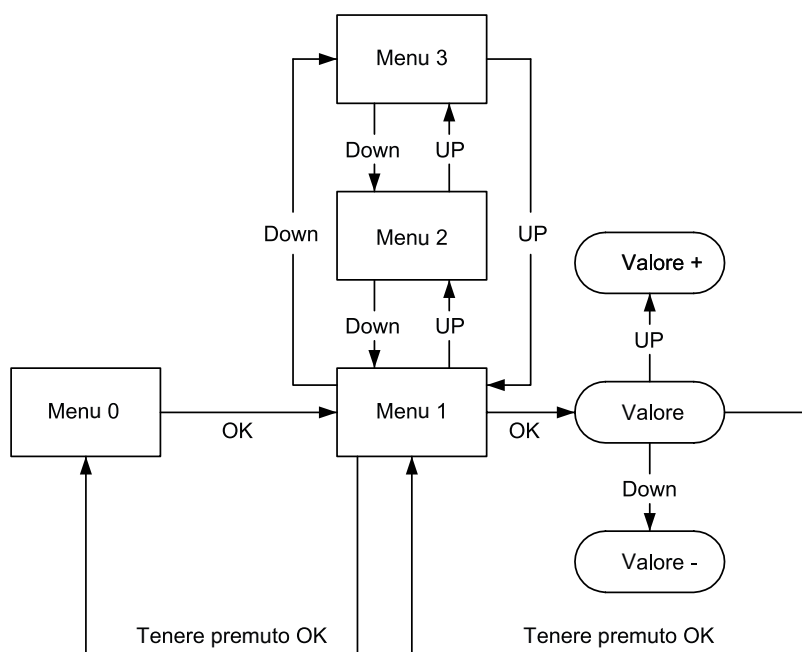 Menu 3
Down
UP
Menu 2
Down
UP
Valore +
Down
UP
UP
Menu 0
OK
Menu 1
OK
Valore
Down
Valore -
Tenere premuto OK
Tenere premuto OK